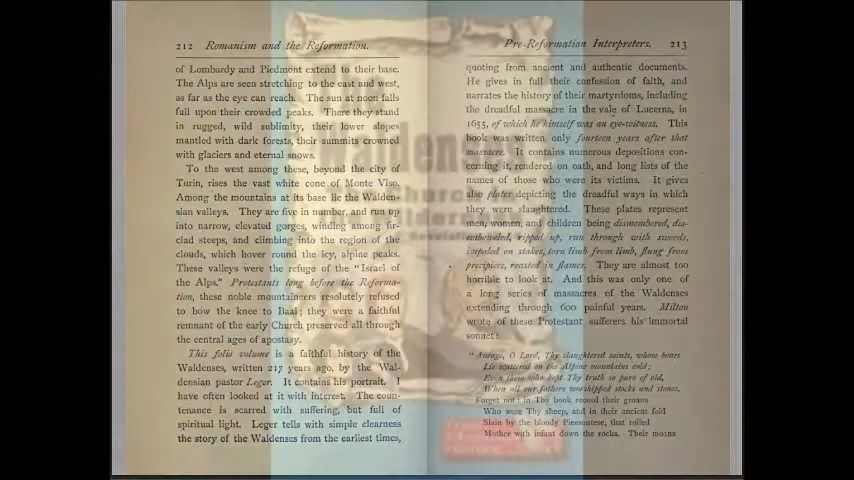 212 Romanism and the Reformation.
of Lombardy and Piedmont extend to their base.
The Alps are seen stretching to the east and west,
as far as the eye can reach. The sun at noon falls
full upon their crowded peaks. There they stand
in rugged, wild sublimity, their lower slopes
mantled with dark forests, their summits crowned
with glaciers and eternal snows.
To the west among these, beyond the city of
Turin, rises the vast white cone of Monte Viso.
Among the mountains at its base lie the Walden-
sian valleys. They are five in number, and run up
into narrow, elevated gorges, winding among fir-
clad steeps, and climbing into the region of the
clouds, which hover round the icy, alpine peaks.
These valleys were the refuge of the "Israel of
the Alps." Protestants long before the Reforma-
tion, these noble mountaineers resolutely refused
to bow the knee to Baal; they were a faithful
remnant of the early Church preserved all through
the central ages of apostasy.
This folio volume is a faithful history of the
Waldenses, written 217 years ago, by the Wal-
densian pastor Leger. It contains his portrait. I
have often looked at it with interest. The coun-
tenance is scarred with suffering, but full of
spiritual light. Leger tells with simple clearness
the story of the Waldenses from the earliest times,
Pre-Reformation Interpreters. 213
quoting from ancient and authentic documents.
He gives in full their confession of faith, and
narrates the history of their martyrdoms, including
the dreadful massacre in the vale of Lucerna, in
1655, of which he himself was an eye-witness. This
book was written only fourteen years after that
massacre. It contains numerous depositions con-
cerning it, rendered on oath, and long lists of the
names of those who were its victims. It gives
also plates depicting the dreadful ways in which
they were slaughtered. These plates represent
men, women, and children being dismembered, dis-
embowelled, ripped up, run through with swords,
impaled on stakes, torn limb from limb, flung from
precipices, roasted in flames. They are almost too
horrible to look at. And this was only one of
a long series of massacres of the Waldenses
extending through 600 painful years. Milton
wrote of these Protestant sufferers his immortal
sonnet:
"Avenge, O Lord, Thy slaughtered saints, whose bones
Lie scattered on the Alpine mountains cold;
Even them who kept Thy truth so pure of old,
When all our fathers worshipped stocks and stones,
Forget not: in Thy book record their groans
Who were Thy sheep, and in their ancient fold
Slain by the bloody Piemontese, that rolled
Mother with infant down the rocks. Their moans